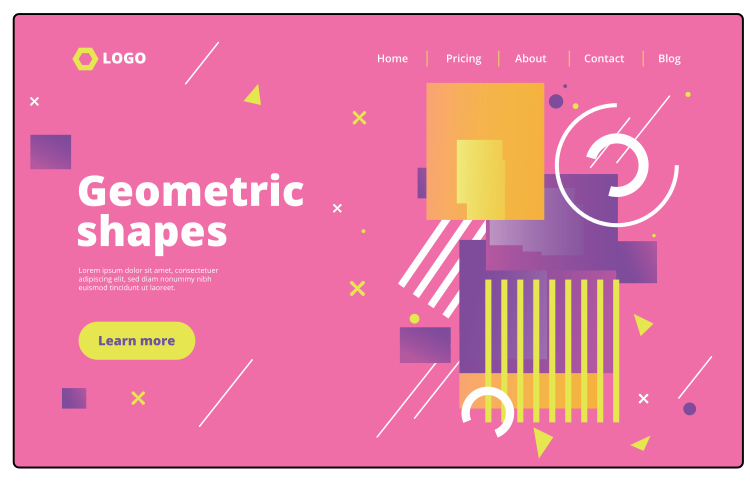 LOGO
Home Pricing About Contact Blog
Geometric
shapes
Lorem ipsum dolor sit amet, consectetuer
adipiscing elit, sed diam nonummy nibh
euismod tincidunt ut laoreet.
Learn more